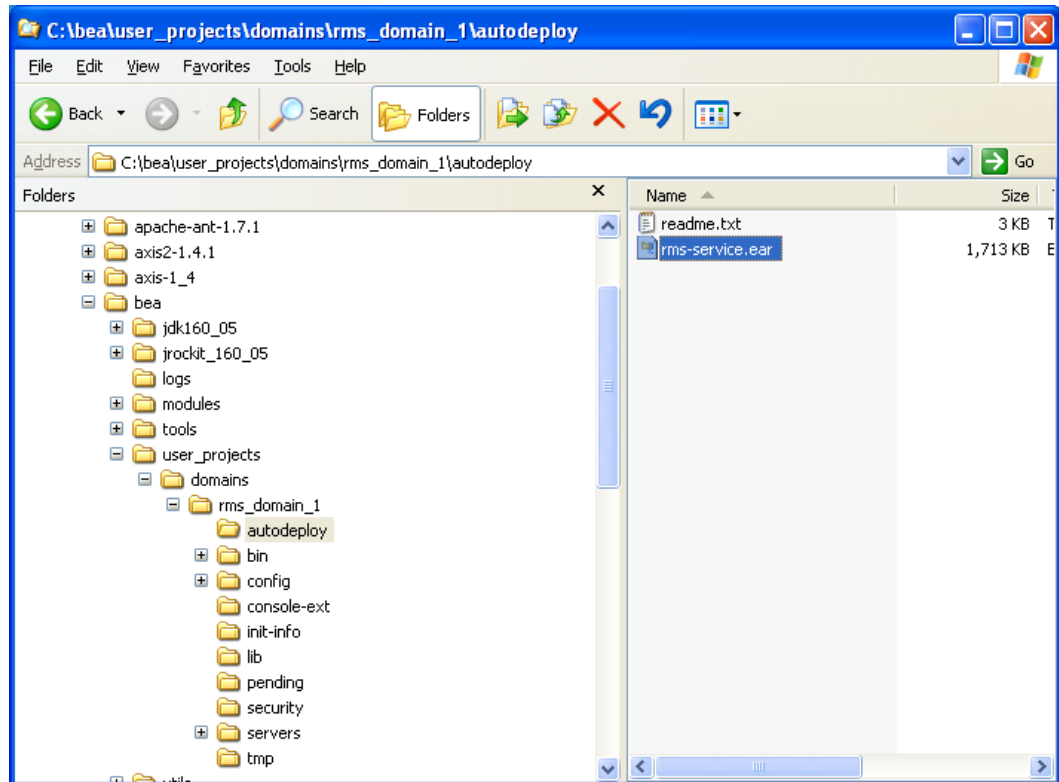 C:\bea\user_projects\domains\rms_domain_1\autodeploy
File Edit View Favorites Tools Help
Back Search Folders
Address C:\bea\user_projects\domains\rms_domain_1\autodeploy Go
Folders x Name Size
apache-ant-1.7.1
readme.txt 3 KB T
axis2-1.4.1
rms-service.ear 1,713 KB E
axis-1_4
bea
jdk160_05
jrockit_160_05
logs
modules
tools
user_projects
domains
rms_domain_1
autodeploy
bin
config
console-ext
init-info
lib
pending
security
servers
tmp